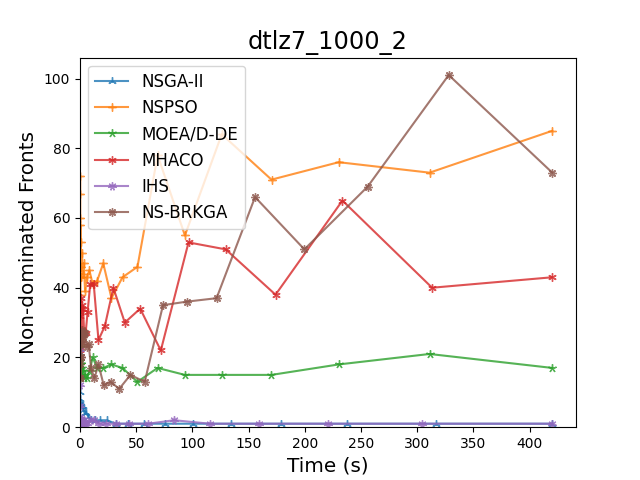 dtlz7_1000_2
NSGA-II
NSPSO
MOEA/D-DE
MHACO
IHS
NS-BRKGA
Non-dominated Fronts
100
80
60
40
20
0
0 50 100 150 200 250 300 350 400
Time (s)